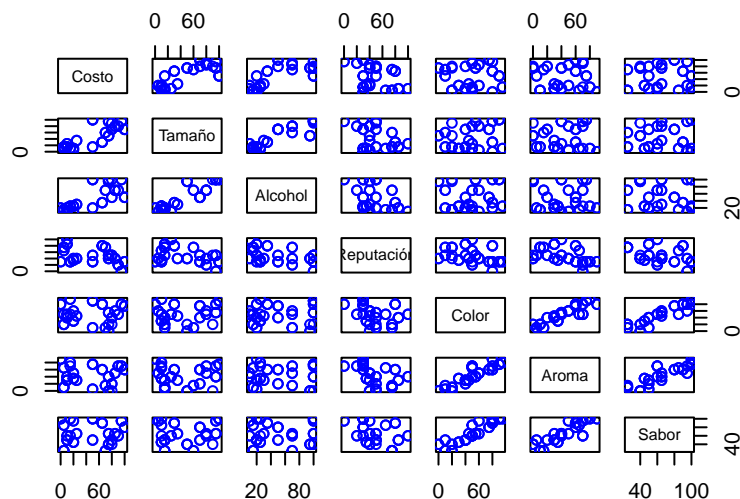 0 60 0 60 0 60
Costo 0
0 Tamaño
Alcohol 20
0 Reputación
Color 0
0 Aroma
Sabor 40
0 60 20 80 0 60 40 100